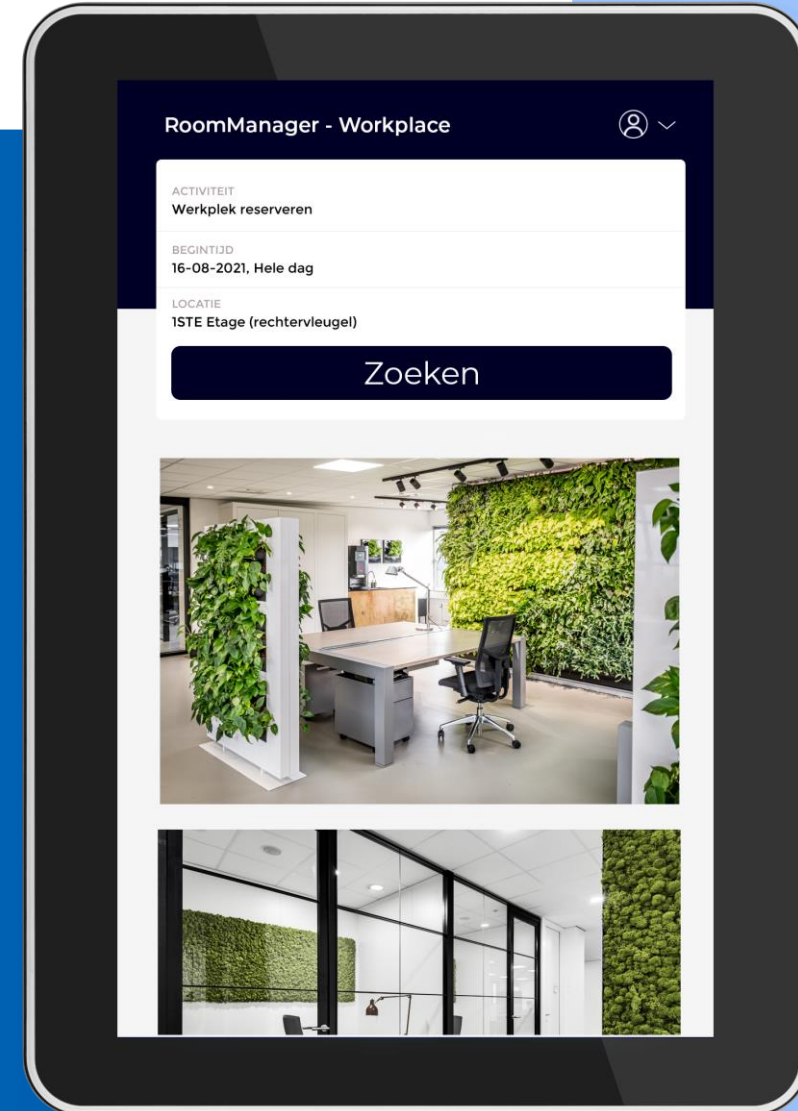 RoomManager - Workplace
ACTIVITEIT
Werkplek reserveren
BEGINTIJD
16-08-2021, Hele dag
LOCATIE
1STE Etage (rechtervleugel)
Zoeken